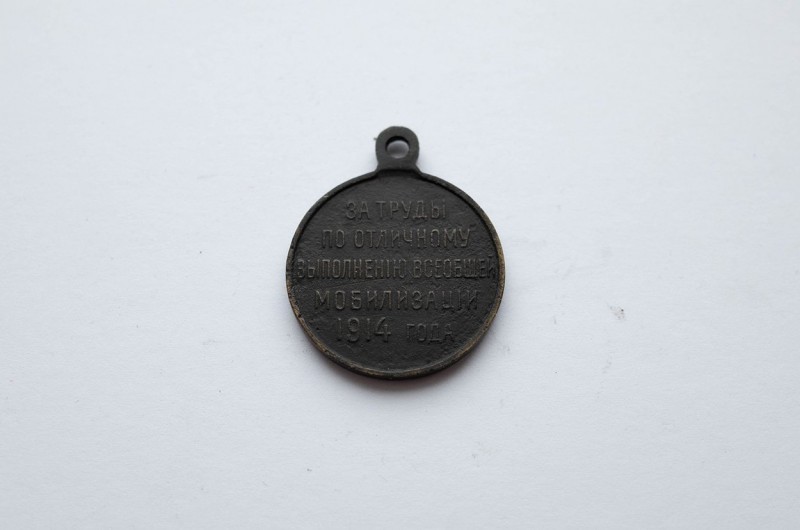 ЗА ТРУДЫ
ПО ОТЛИЧНОМУ
ВЫПОЛНЕНІЮ ВСЕОБЩЕЙ
МОБИЛИЗАЦІИ
1914 ГОДА